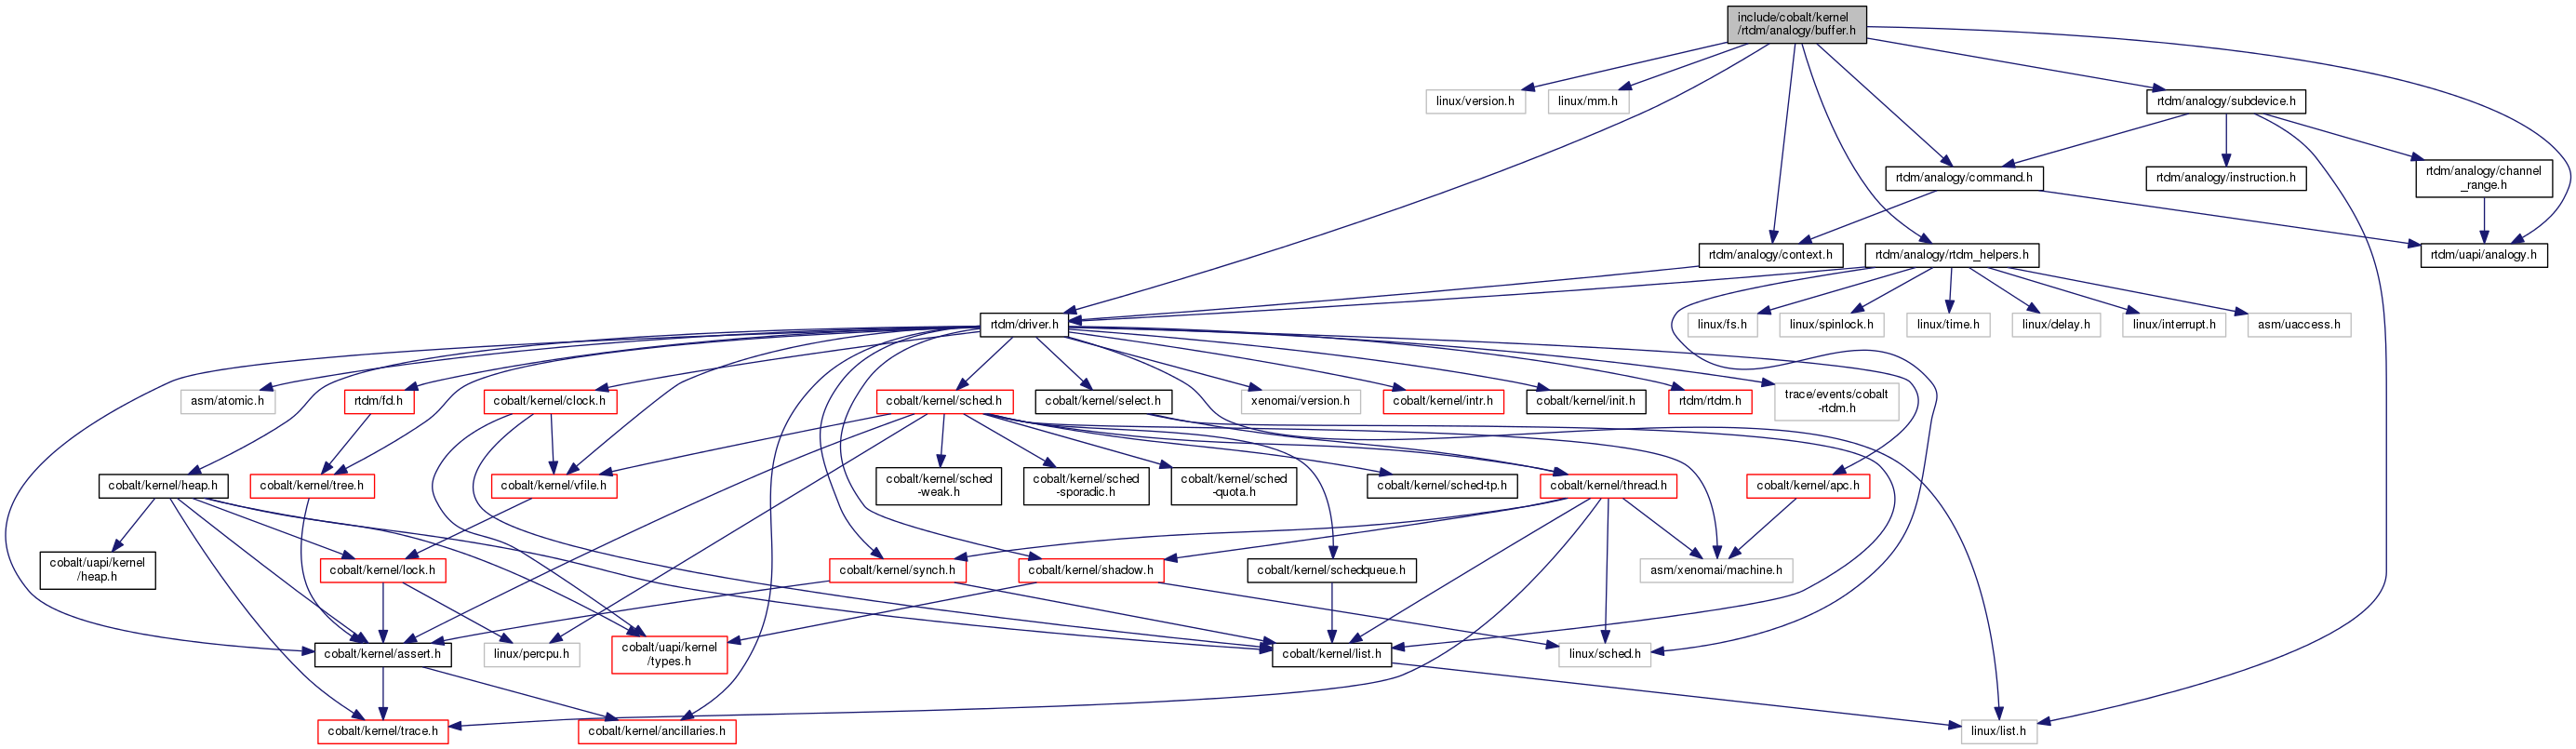 include/cobalt/kernel
/rtdm/analogy/buffer.h
linux/version.h
linux/mm.h
rtdm/analogy/subdevice.h
rtdm/analogy/command.h
rtdm/analogy/instruction.h
rtdm/analogy/channel
_range.h
rtdm/analogy/context.h
rtdm/analogy/rtdm_helpers.h
rtdm/uapi/analogy.h
rtdm/driver.h
linux/fs.h
linux/spinlock.h
linux/time.h
linux/delay.h
linux/interrupt.h
asm/uaccess.h
asm/atomic.h
rtdm/fd.h
cobalt/kernel/clock.h
cobalt/kernel/sched.h
cobalt/kernel/select.h
xenomai/version.h
cobalt/kernel/intr.h
cobalt/kernel/init.h
rtdm/rtdm.h
trace/events/cobalt
-rtdm.h
cobalt/kernel/heap.h
cobalt/kernel/tree.h
cobalt/kernel/vfile.h
cobalt/kernel/sched
-weak.h
cobalt/kernel/sched
-sporadic.h
cobalt/kernel/sched
-quota.h
cobalt/kernel/sched-tp.h
cobalt/kernel/thread.h
cobalt/kernel/apc.h
cobalt/uapi/kernel
/heap.h
cobalt/kernel/lock.h
cobalt/kernel/synch.h
cobalt/kernel/shadow.h
cobalt/kernel/schedqueue.h
asm/xenomai/machine.h
cobalt/kernel/assert.h
linux/percpu.h
cobalt/uapi/kernel
/types.h
cobalt/kernel/list.h
linux/sched.h
cobalt/kernel/trace.h
cobalt/kernel/ancillaries.h
linux/list.h